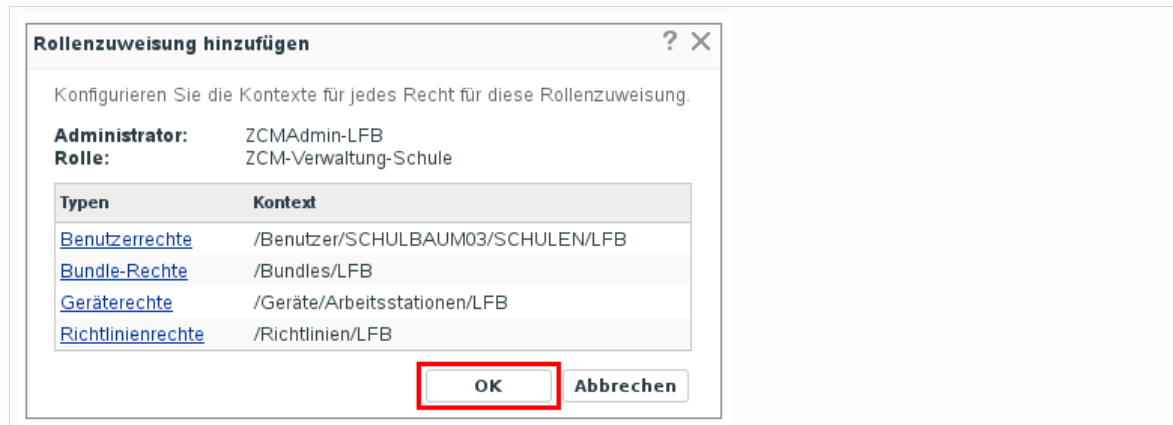 Rollenzuweisung hinzufügen ? ×
Konfigurieren Sie die Kontexte für jedes Recht für diese Rollenzuweisung.
Administrator: ZCMAdmin-LFB
Rolle: ZCM-Verwaltung-Schule
Typen Kontext
Benutzerrechte /Benutzer/SCHULBAUM03/SCHULEN/LFB
Bundle-Rechte /Bundles/LFB
Geräterechte /Geräte/Arbeitsstationen/LFB
Richtlinienrechte /Richtlinien/LFB
OK Abbrechen